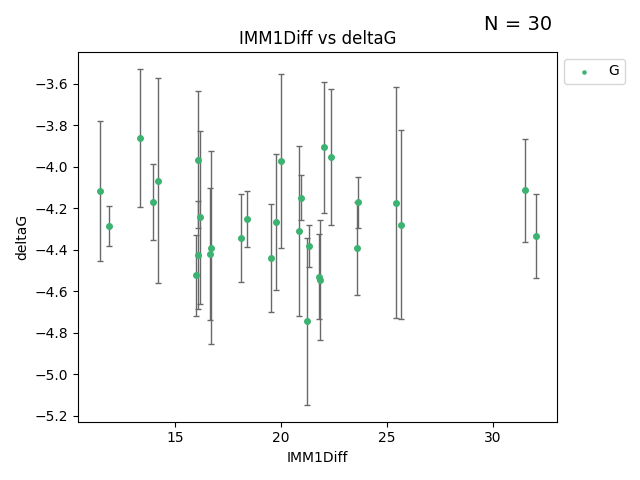 N = 30
IMM1Diff vs deltaG
G
−3.6
−3.8
−4.0
−4.2
−4.4
−4.6
−4.8
−5.0
−5.2
deltaG
15 20 25 30
IMM1Diff